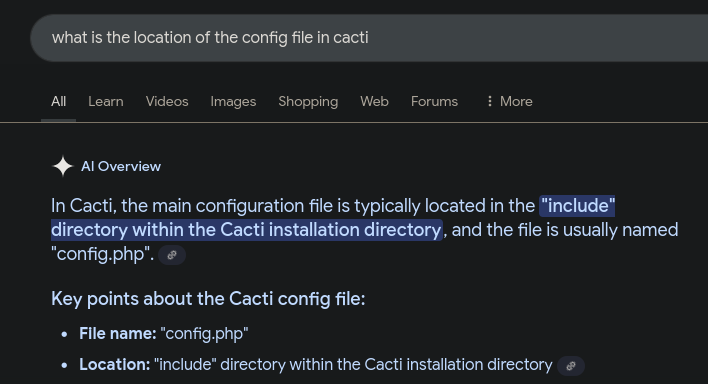 what is the location of the config file in cacti
All Learn Videos Images Shopping Web Forums More
AI Overview
In Cacti, the main configuration file is typically located in the "include"
directory within the Cacti installation directory, and the file is usually named
"config.php".
Key points about the Cacti config file:
• File name: "config.php"
• Location: "include" directory within the Cacti installation directory